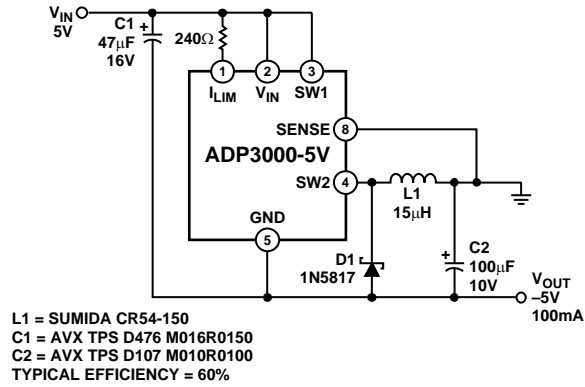 VIN
5V
C1
47µF
16V
240Ω
1
2
3
ILIM
VIN
SW1
SENSE
8
ADP3000-5V
SW2
4
L1
15µH
GND
5
D1
1N5817
C2
100µF
10V
VOUT
–5V
100mA
L1 = SUMIDA CR54-150
C1 = AVX TPS D476 M016R0150
C2 = AVX TPS D107 M010R0100
TYPICAL EFFICIENCY = 60%